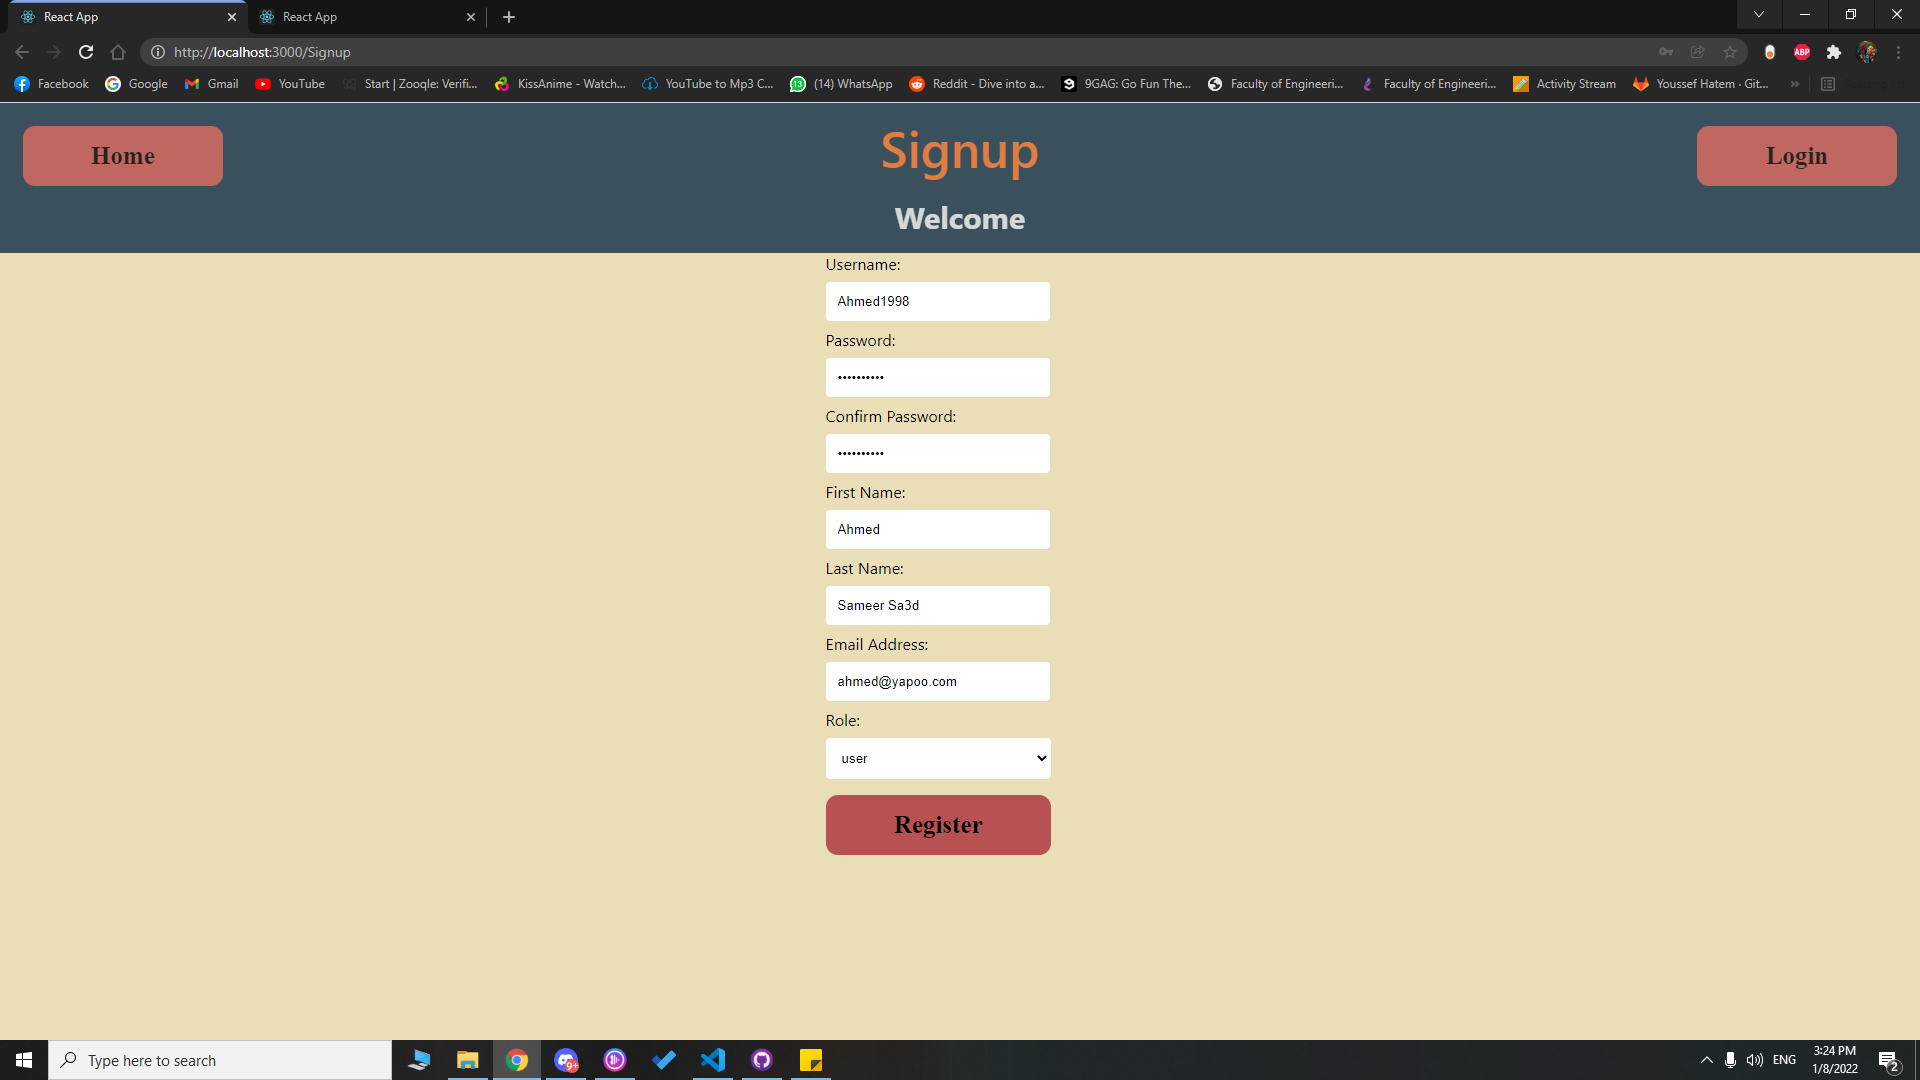 React App
React App
http://localhost:3000/Signup
ABP
Facebook
Google
Gmail
YouTube
Start | Zooqle: Verifi...
KissAnime - Watch...
YouTube to Mp3 C...
13
(14) WhatsApp
Reddit - Dive into a...
9GAG: Go Fun The...
Faculty of Engineeri...
Faculty of Engineeri...
Activity Stream
Youssef Hatem · Git...
»
Home
Signup
Login
Welcome
Username:
Ahmed1998
Password:
••••••••••
Confirm Password:
••••••••••
First Name:
Ahmed
Last Name:
Sameer Sa3d
Email Address:
ahmed@yapoo.com
Role:
user
Register
Type here to search
9+
ENG
3:24 PM
1/8/2022
2